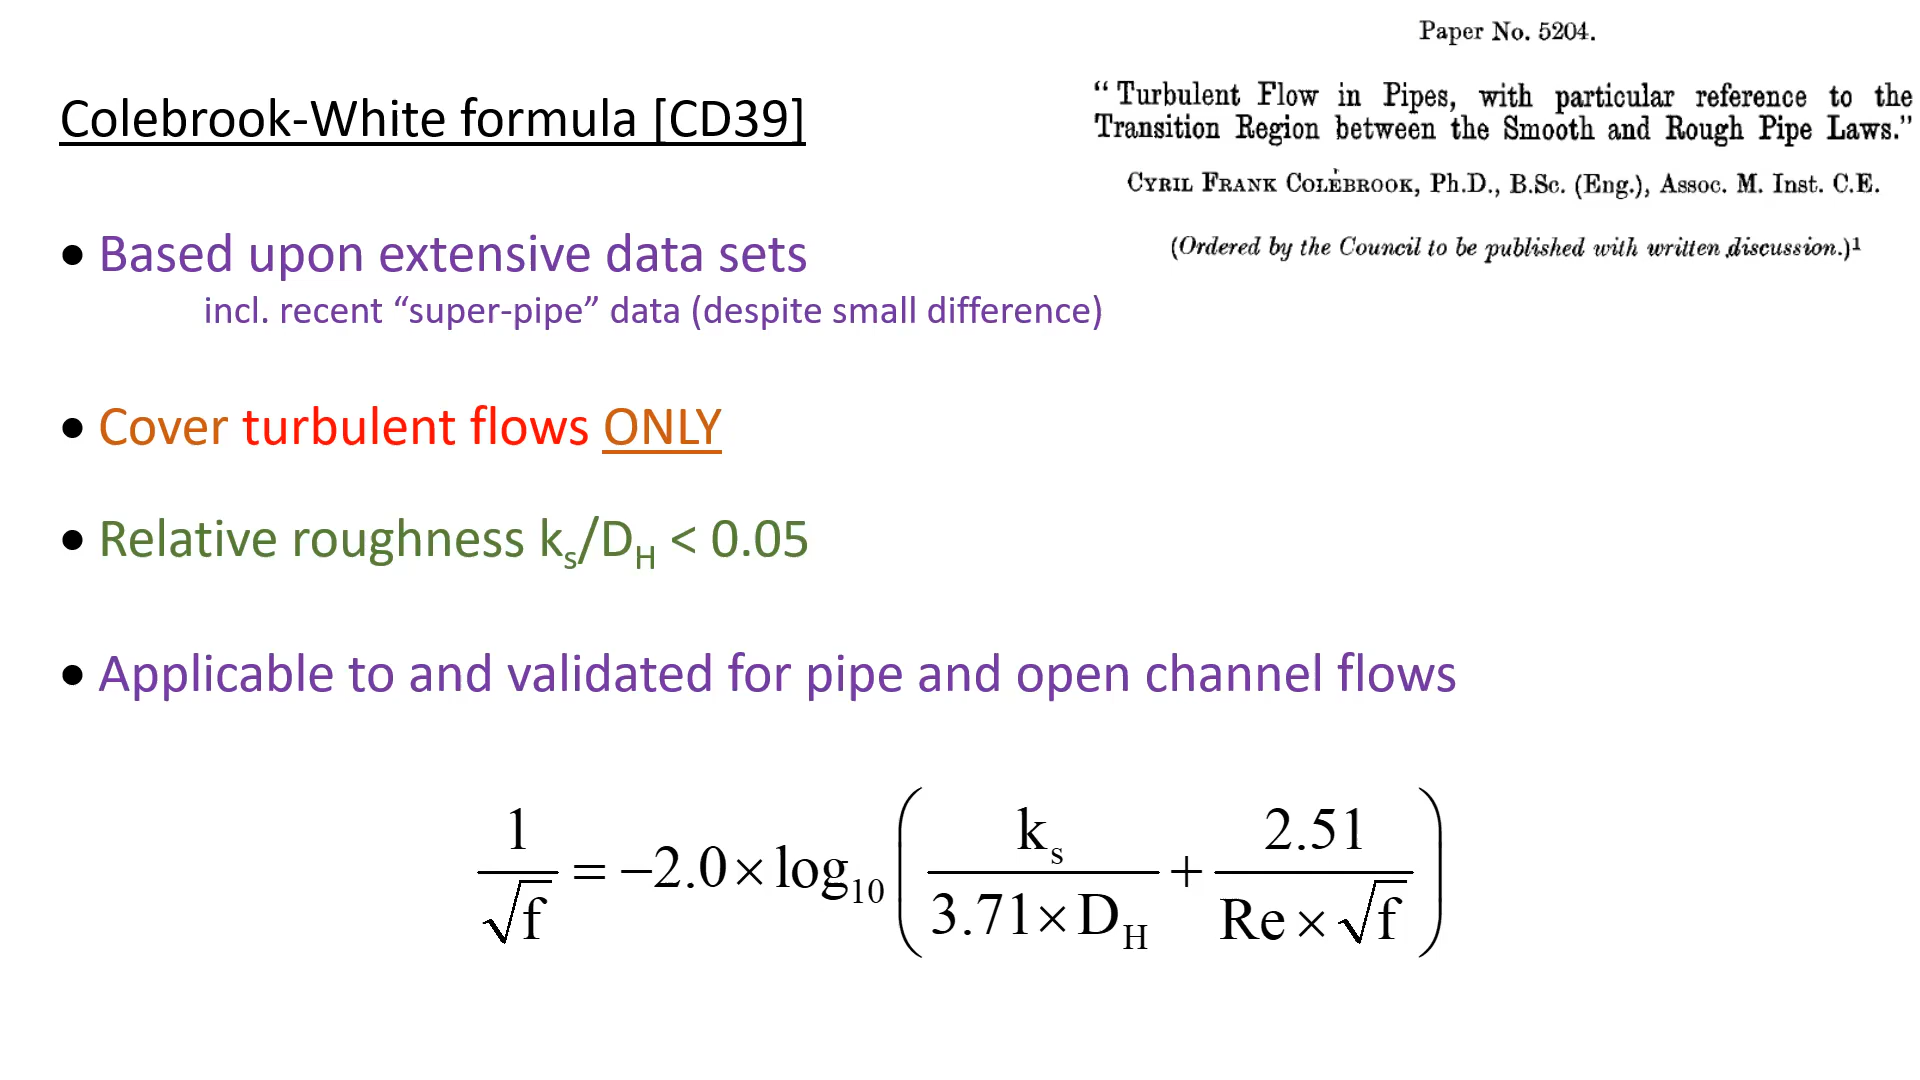 Paper No. 5204.
“ Turbulent Flow in Pipes, with particular reference to the
Transition Region between the Smooth and Rough Pipe Laws.”
CYRIL FRANK COLEBROOK, Ph.D., B.Sc. (Eng.), Assoc. M. Inst. C.E.
(Ordered by the Council to be published with written discussion.)¹
Colebrook-White formula [CD39]
• Based upon extensive data sets
incl. recent “super-pipe” data (despite small difference)
• Cover turbulent flows ONLY
• Relative roughness kₛ/D_H < 0.05
• Applicable to and validated for pipe and open channel flows
1/√f = −2.0 × log₁₀ ( kₛ/(3.71 × D_H) + 2.51/(Re × √f) )